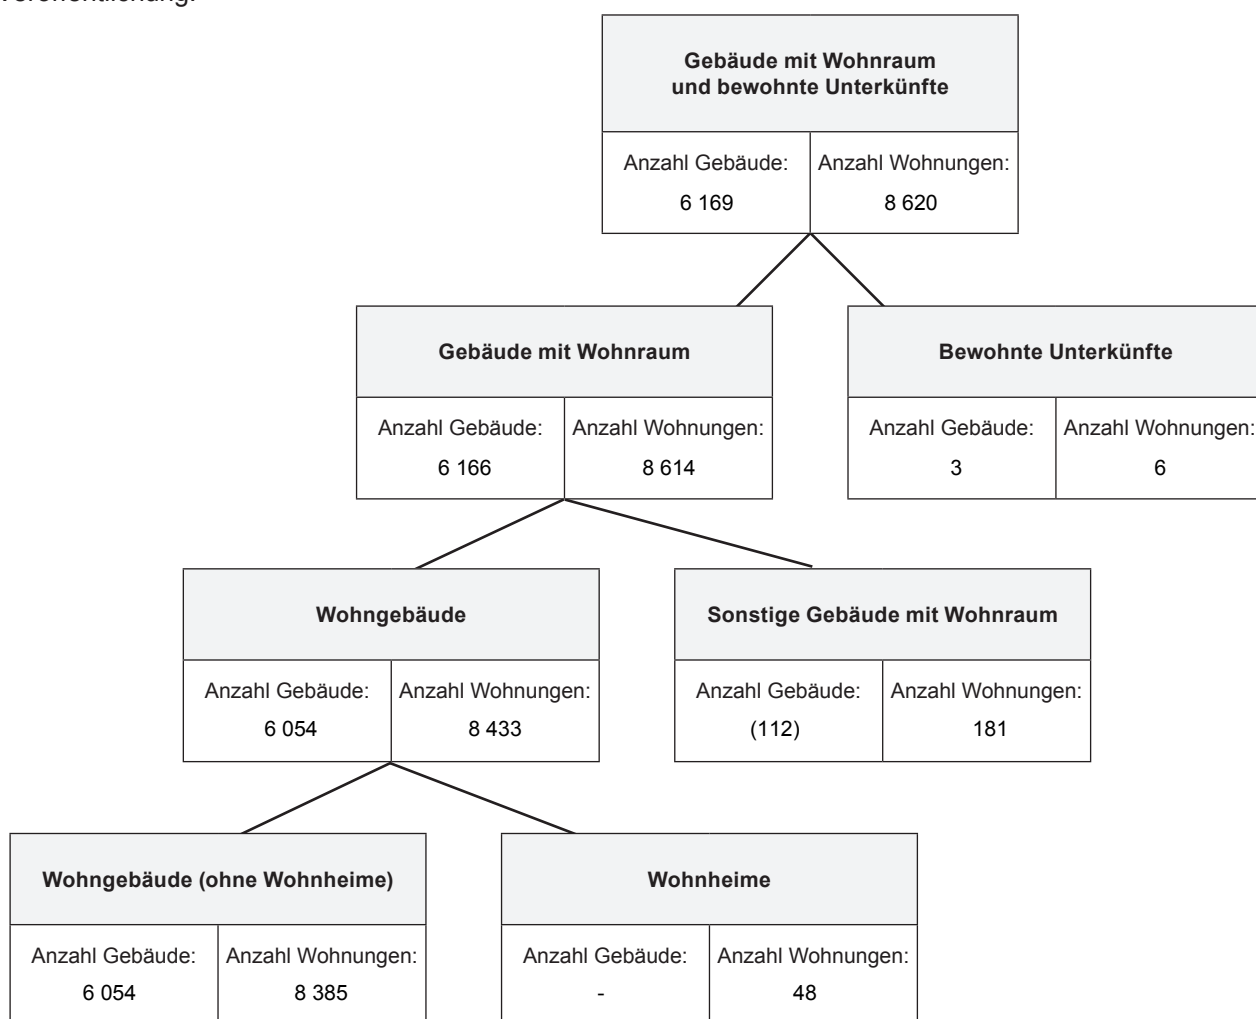 Veröffentlichung.
Gebäude mit Wohnraum
und bewohnte Unterkünfte
Anzahl Gebäude:
6 169
Anzahl Wohnungen:
8 620
Gebäude mit Wohnraum
Anzahl Gebäude:
6 166
Anzahl Wohnungen:
8 614
Bewohnte Unterkünfte
Anzahl Gebäude:
3
Anzahl Wohnungen:
6
Wohngebäude
Anzahl Gebäude:
6 054
Anzahl Wohnungen:
8 433
Sonstige Gebäude mit Wohnraum
Anzahl Gebäude:
(112)
Anzahl Wohnungen:
181
Wohngebäude (ohne Wohnheime)
Anzahl Gebäude:
6 054
Anzahl Wohnungen:
8 385
Wohnheime
Anzahl Gebäude:
-
Anzahl Wohnungen:
48